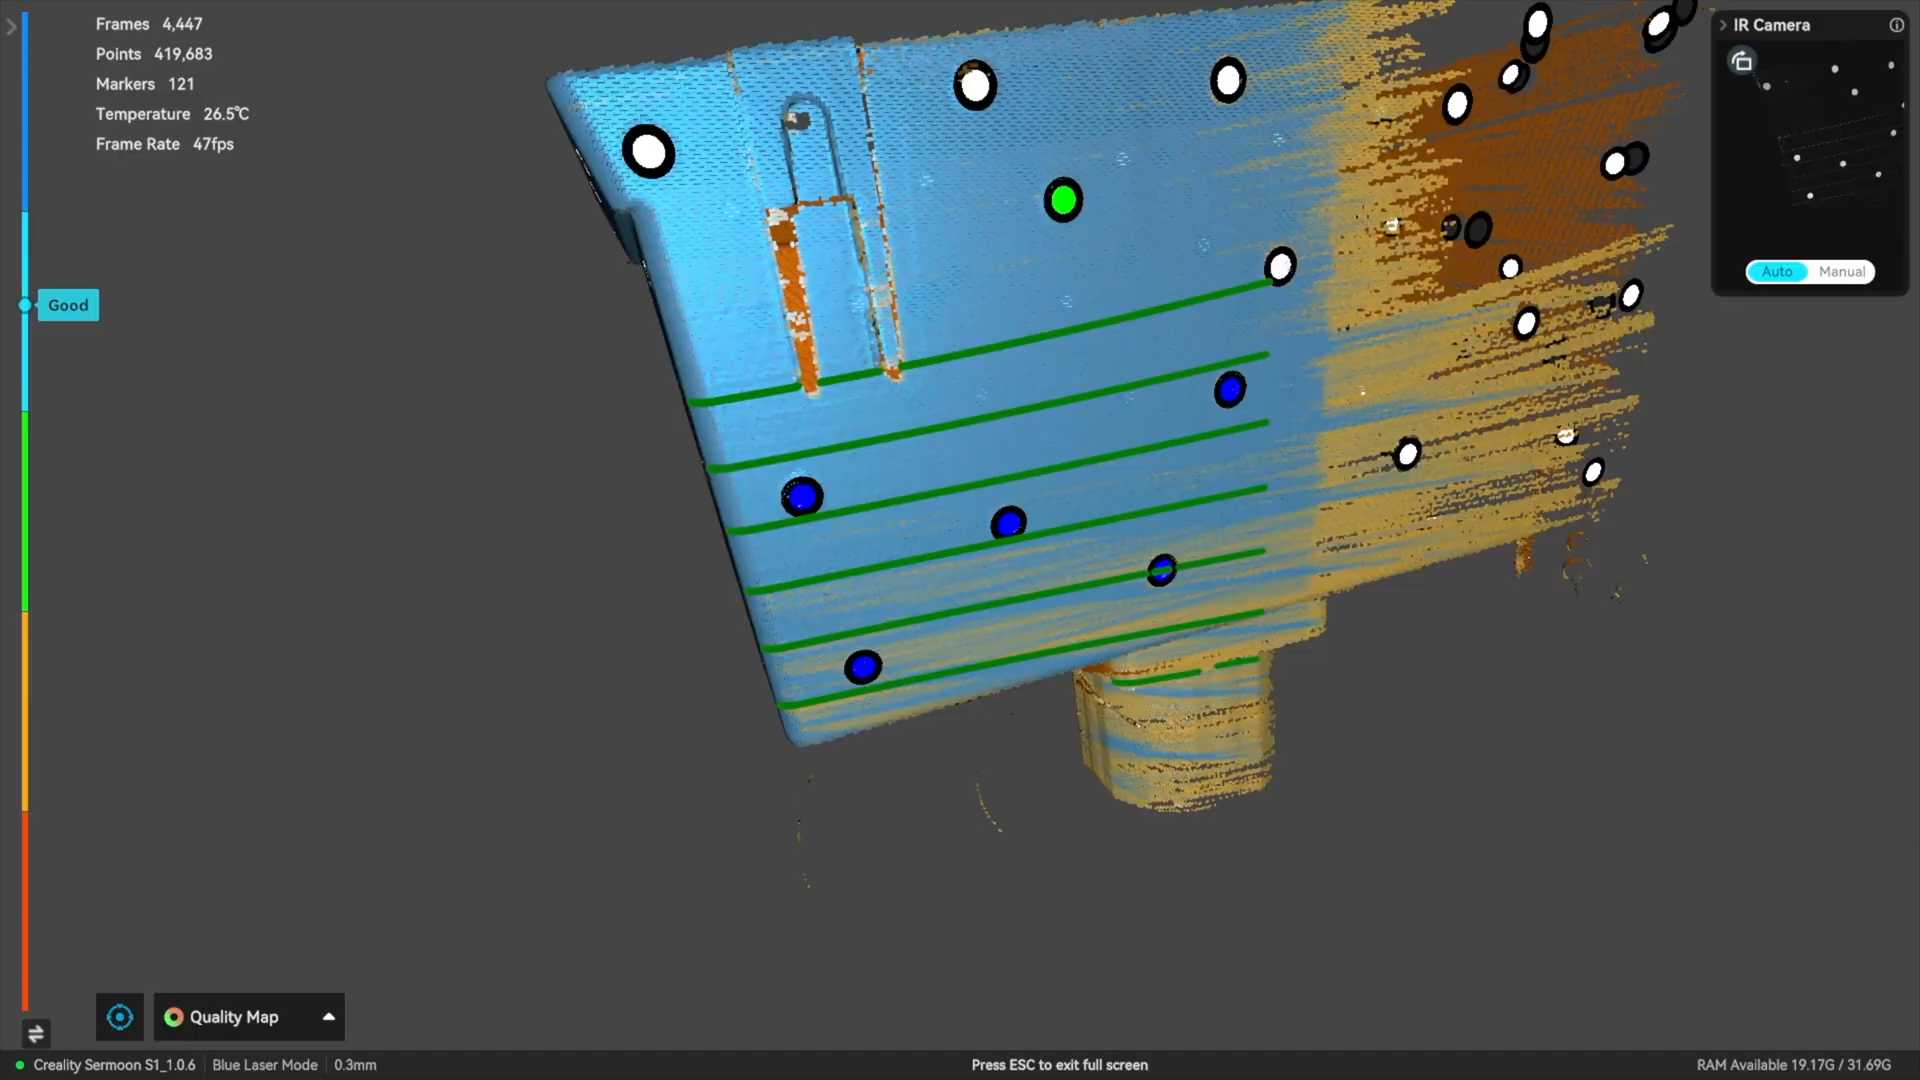 Frames 4,447
Points 419,683
Markers 121
Temperature 26.5℃
Frame Rate 47fps
Good
IR Camera
Auto Manual
Quality Map
Creality Sermoon S1_1.0.6 Blue Laser Mode 0.3mm
Press ESC to exit full screen
RAM Available 19.17G / 31.69G